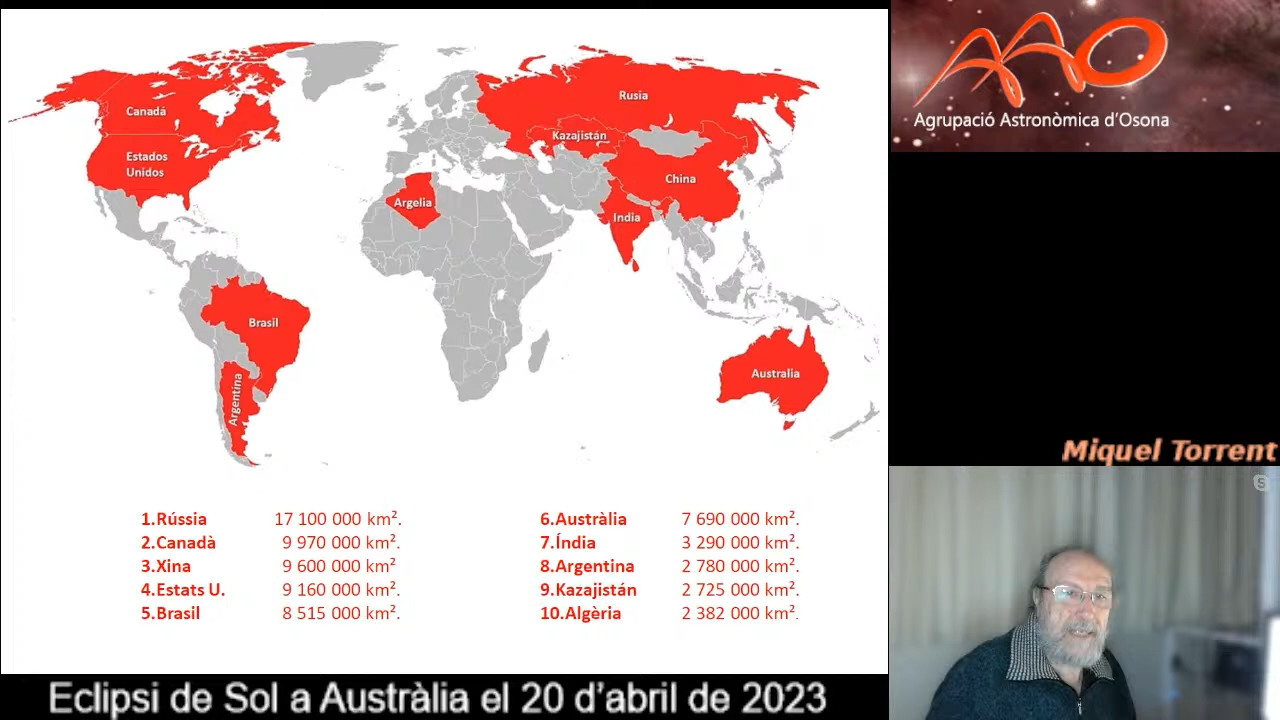 Canadá
Estados
Unidos
Brasil
Argentina
Argelia
Rusia
Kazajistán
China
India
Australia
1.Rússia 17 100 000 km².
2.Canadà 9 970 000 km².
3.Xina 9 600 000 km².
4.Estats U. 9 160 000 km².
5.Brasil 8 515 000 km².
6.Austràlia 7 690 000 km².
7.Índia 3 290 000 km².
8.Argentina 2 780 000 km².
9.Kazajistán 2 725 000 km².
10.Algèria 2 382 000 km².
Eclipsi de Sol a Austràlia el 20 d’abril de 2023
AAO
Agrupació Astronòmica d’Osona
Miquel Torrent
S